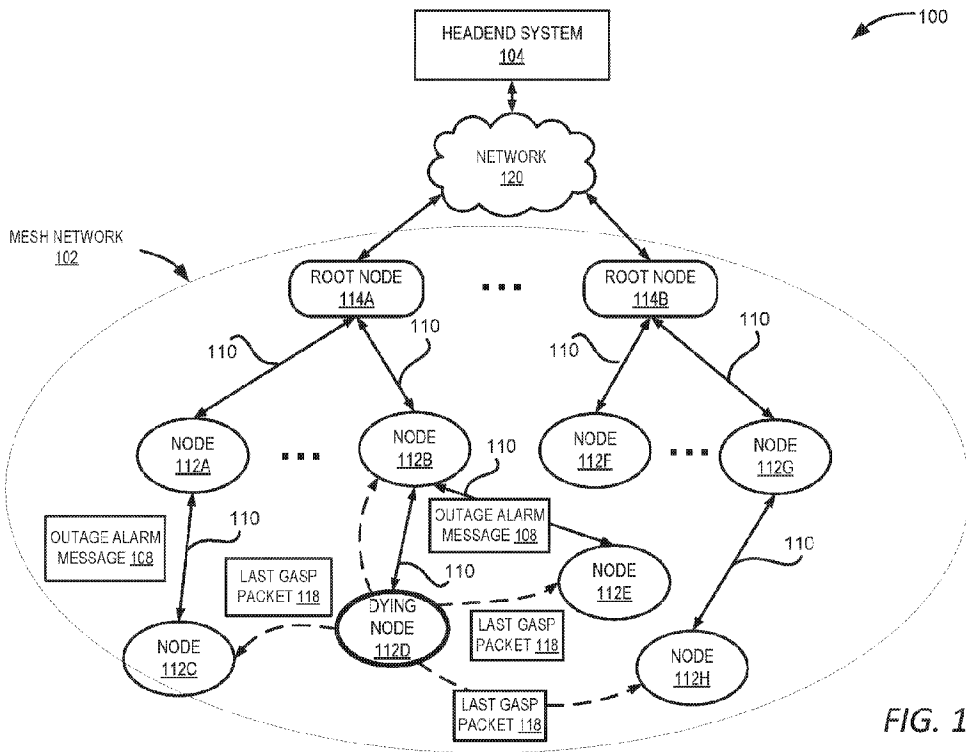 100
HEADEND SYSTEM
104
NETWORK
120
MESH NETWORK
102
ROOT NODE
114A
ROOT NODE
114B
110
110
110
110
NODE
112A
NODE
112B
NODE
112F
NODE
112G
110
110
OUTAGE ALARM
MESSAGE 108
OUTAGE ALARM
MESSAGE 108
110
110
LAST GASP
PACKET 118
DYING
NODE
112D
NODE
112E
LAST GASP
PACKET 118
NODE
112C
NODE
112H
LAST GASP
PACKET 118
FIG. 1